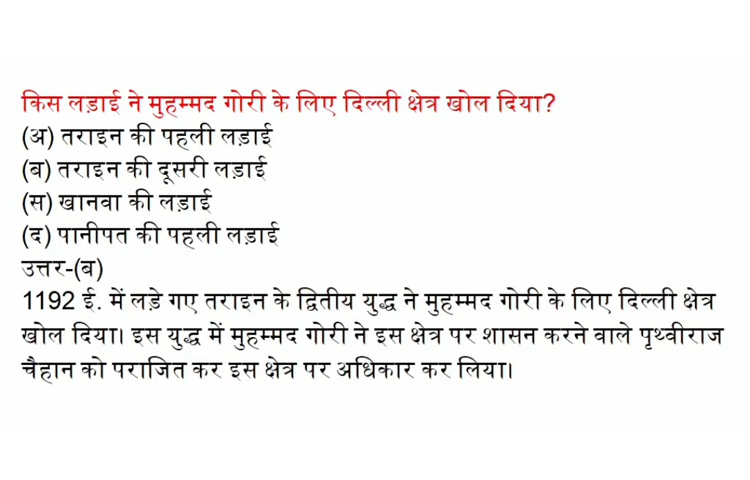 किस लड़ाई ने मुहम्मद गोरी के लिए दिल्ली क्षेत्र खोल दिया?
(अ) तराइन की पहली लड़ाई
(ब) तराइन की दूसरी लड़ाई
(स) खानवा की लड़ाई
(द) पानीपत की पहली लड़ाई
उत्तर-(ब)
1192 ई. में लड़े गए तराइन के द्वितीय युद्ध ने मुहम्मद गोरी के लिए दिल्ली क्षेत्र
खोल दिया। इस युद्ध में मुहम्मद गोरी ने इस क्षेत्र पर शासन करने वाले पृथ्वीराज
चैहान को पराजित कर इस क्षेत्र पर अधिकार कर लिया।